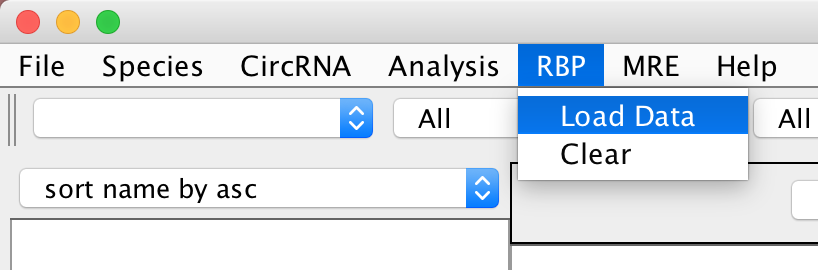 File Species CircRNA Analysis RBP MRE Help
All Load Data All
Clear
sort name by asc